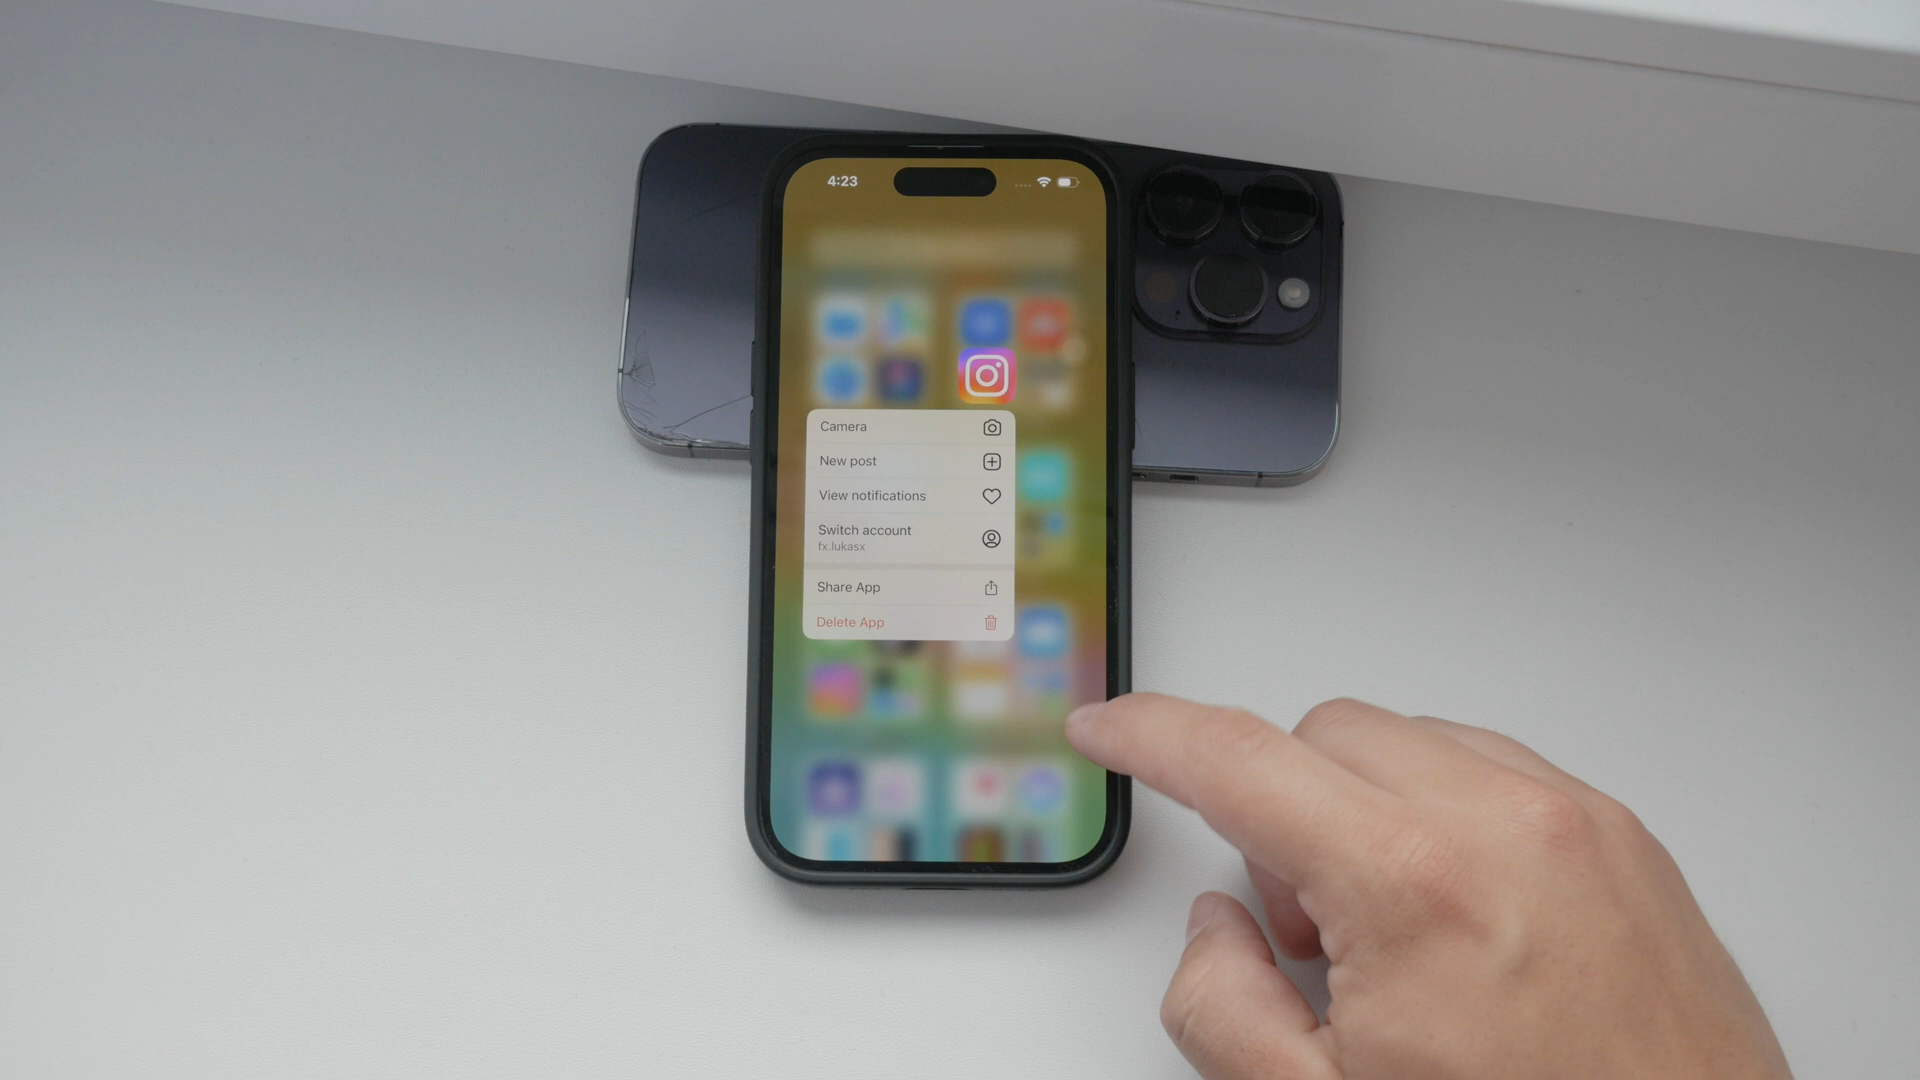 4:23
Camera
New post
View notifications
Switch account
fx.lukasx
Share App
Delete App